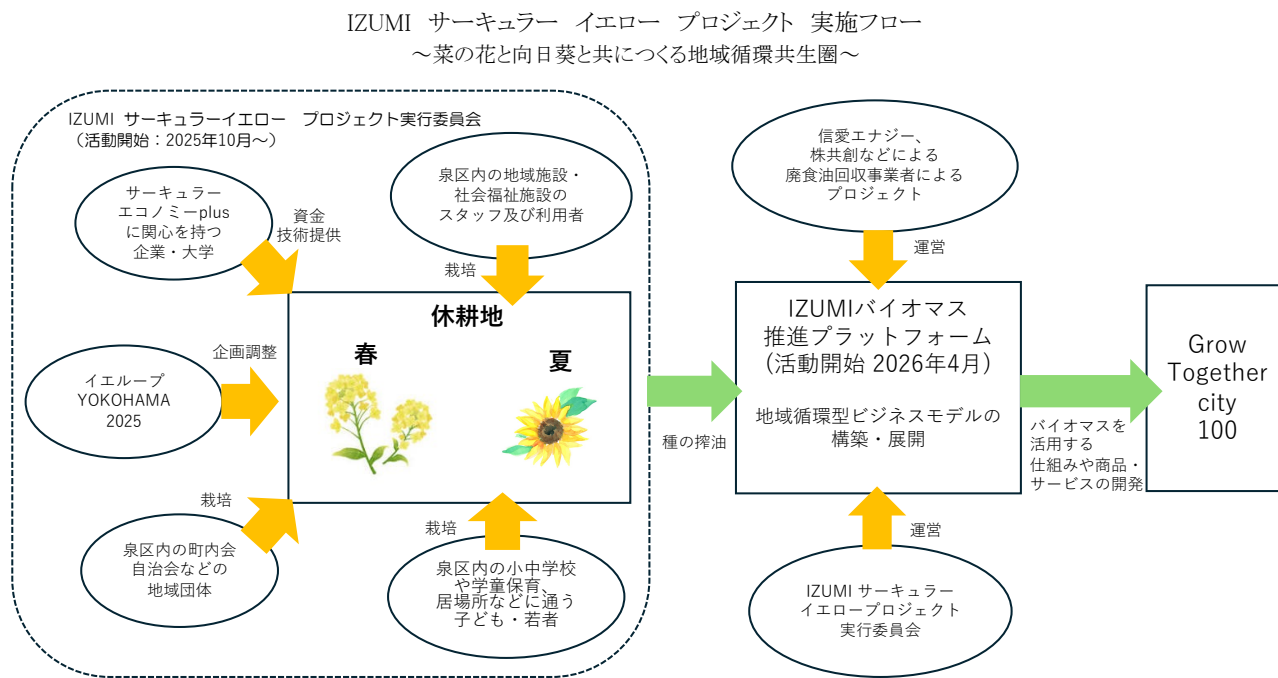 IZUMI サーキュラー イエロー プロジェクト 実施フロー
～菜の花と向日葵と共につくる地域循環共生圏～
IZUMI サーキュラーイエロー プロジェクト実行委員会
（活動開始：2025年10月～）
サーキュラー
エコノミーplus
に関心を持つ
企業・大学
資金
技術提供
泉区内の地域施設・
社会福祉施設の
スタッフ及び利用者
栽培
イエループ
YOKOHAMA
2025
企画調整
休耕地
春
夏
栽培
泉区内の町内会
自治会などの
地域団体
栽培
泉区内の小中学校
や学童保育、
居場所などに通う
子ども・若者
種の搾油
信愛エナジー、
株共創などによる
廃食油回収事業者による
プロジェクト
運営
IZUMIバイオマス
推進プラットフォーム
(活動開始 2026年4月)
地域循環型ビジネスモデルの
構築・展開
運営
IZUMI サーキュラー
イエロープロジェクト
実行委員会
バイオマスを
活用する
仕組みや商品・
サービスの開発
Grow
Together
city
100